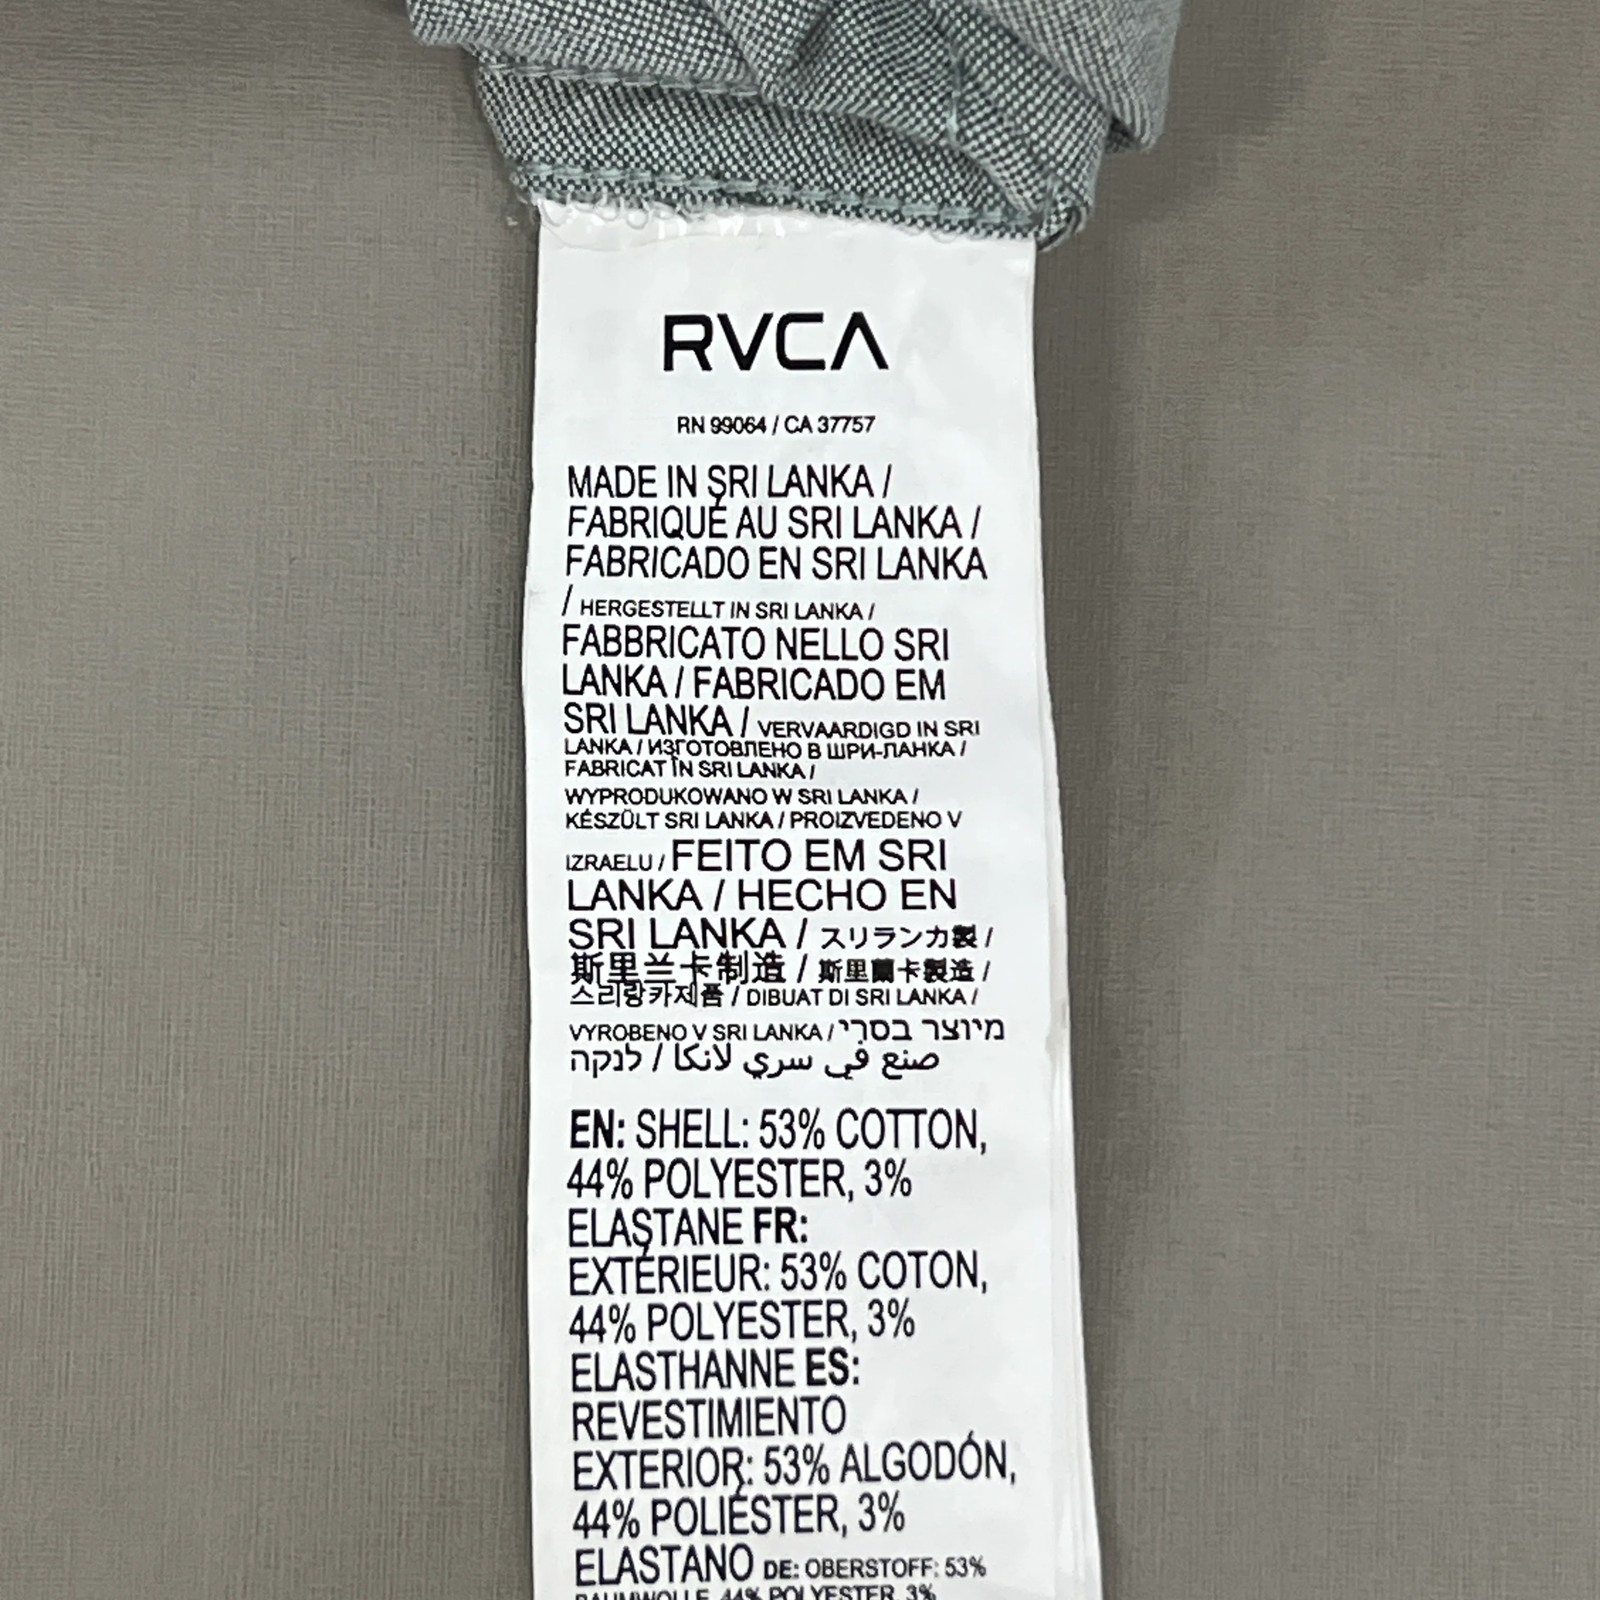 RVCA
RN 99064 / CA 37757
MADE IN SRI LANKA /
FABRIQUÉ AU SRI LANKA /
FABRICADO EN SRI LANKA
/ HERGESTELLT IN SRI LANKA /
FABBRICATO NELLO SRI
LANKA / FABRICADO EM
SRI LANKA / VERVAARDIGD IN SRI
LANKA / ИЗГОТОВЛЕНО В ШРИ-ЛАНКА /
FABRICAT ÎN SRI LANKA /
WYPRODUKOWANO W SRI LANKA /
KÉSZÜLT SRI LANKA / PROIZVEDENO V
IZRAELU / FEITO EM SRI
LANKA / HECHO EN
SRI LANKA / スリランカ製 /
斯里兰卡制造 / 斯里蘭卡製造 /
스리랑카제품 / DIBUAT DI SRI LANKA /
VYROBENO V SRI LANKA / מיוצר בסרי
לנקה / صنع في سري لانكا
EN: SHELL: 53% COTTON,
44% POLYESTER, 3%
ELASTANE FR:
EXTÉRIEUR: 53% COTON,
44% POLYESTER, 3%
ELASTHANNE ES:
REVESTIMIENTO
EXTERIOR: 53% ALGODÓN,
44% POLIÉSTER, 3%
ELASTANO DE: OBERSTOFF: 53%
BAUMWOLLE, 44% POLYESTER, 3%